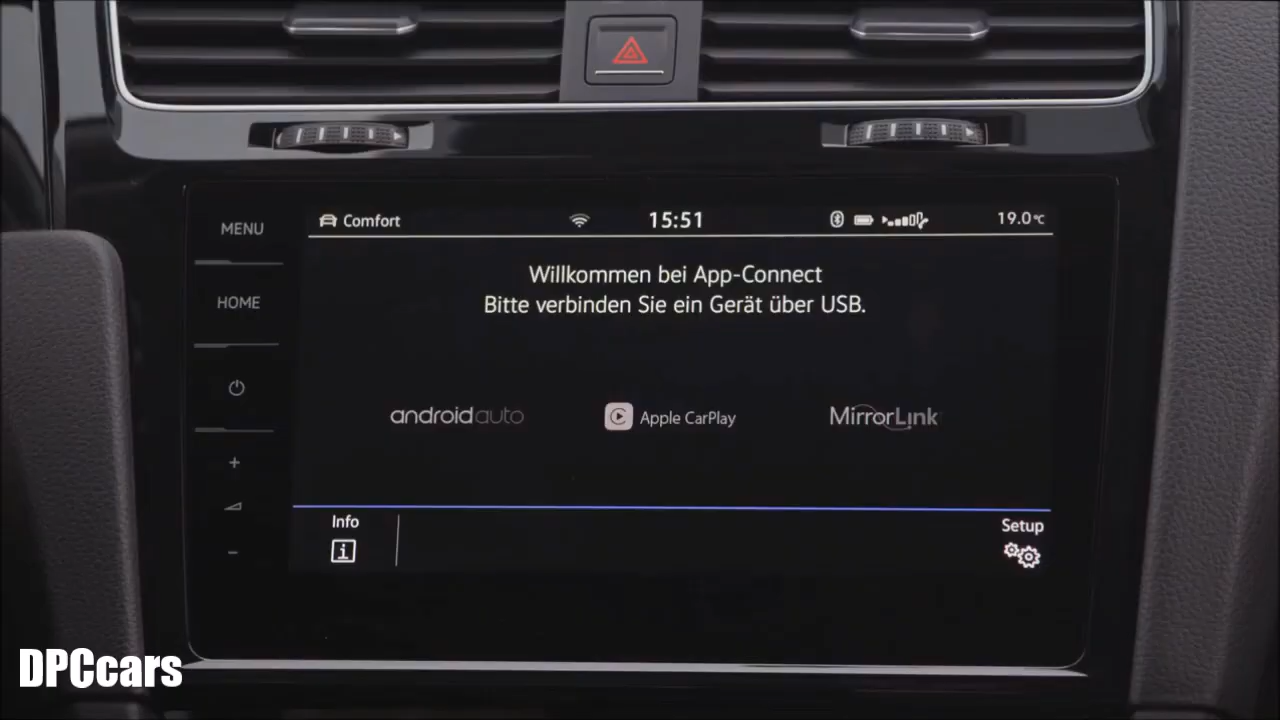 MENU
HOME
Comfort
15:51
19.0°C
Willkommen bei App-Connect
Bitte verbinden Sie ein Gerät über USB.
androidauto
Apple CarPlay
MirrorLink
+
-
Info
i
Setup
DPCcars